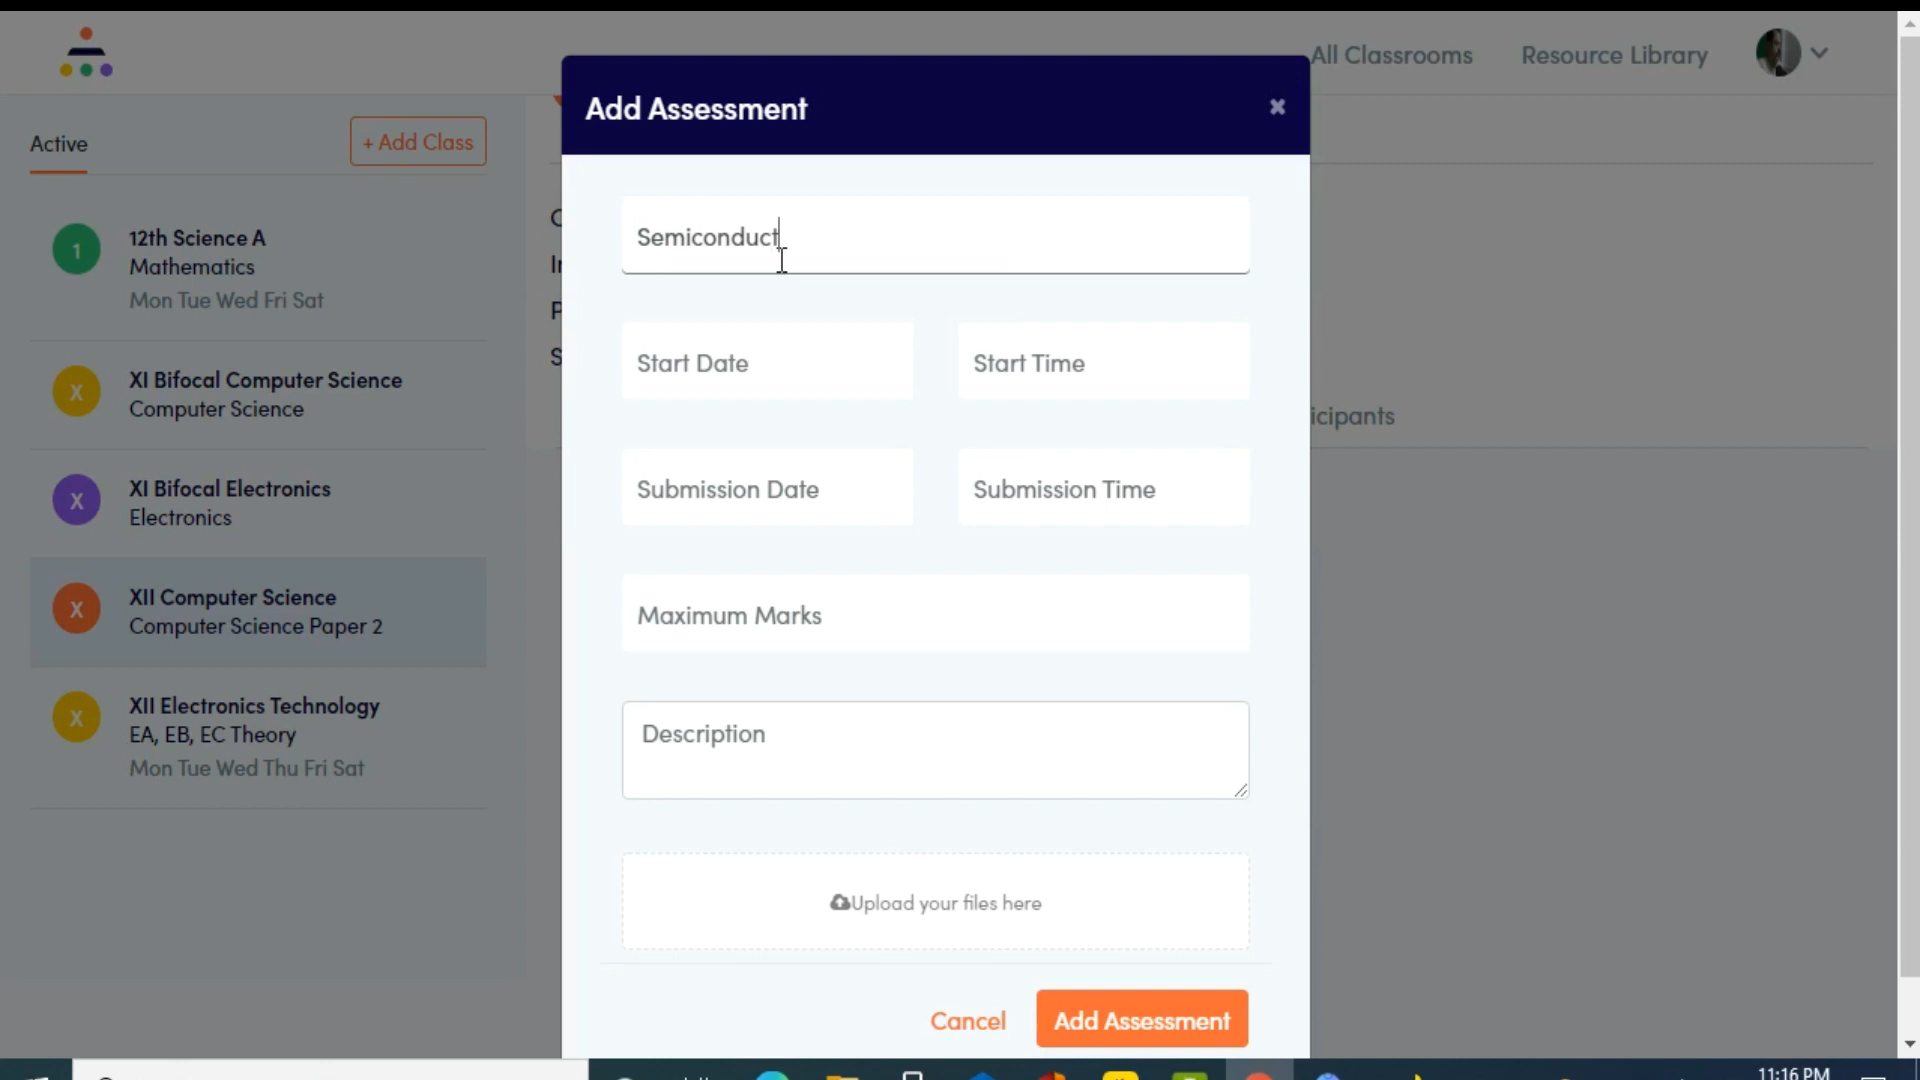 All Classrooms
Resource Library
Add Assessment
×
Active
+ Add Class
Semiconduct
1
12th Science A
Mathematics
Mon Tue Wed Fri Sat
Start Date
Start Time
X
XI Bifocal Computer Science
Computer Science
icipants
X
XI Bifocal Electronics
Electronics
Submission Date
Submission Time
X
XII Computer Science
Computer Science Paper 2
Maximum Marks
X
XII Electronics Technology
EA, EB, EC Theory
Mon Tue Wed Thu Fri Sat
Description
Upload your files here
Cancel
Add Assessment
11:16 PM